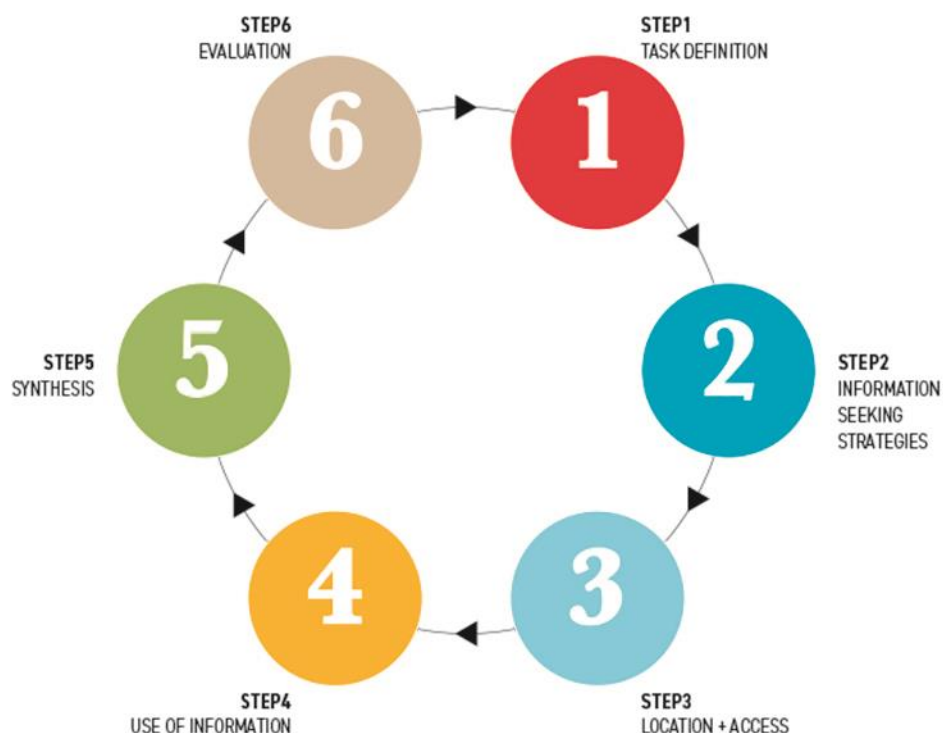 STEP1
TASK DEFINITION
1
STEP2
INFORMATION
SEEKING
STRATEGIES
2
STEP3
LOCATION + ACCESS
3
STEP4
USE OF INFORMATION
4
STEP5
SYNTHESIS
5
STEP6
EVALUATION
6